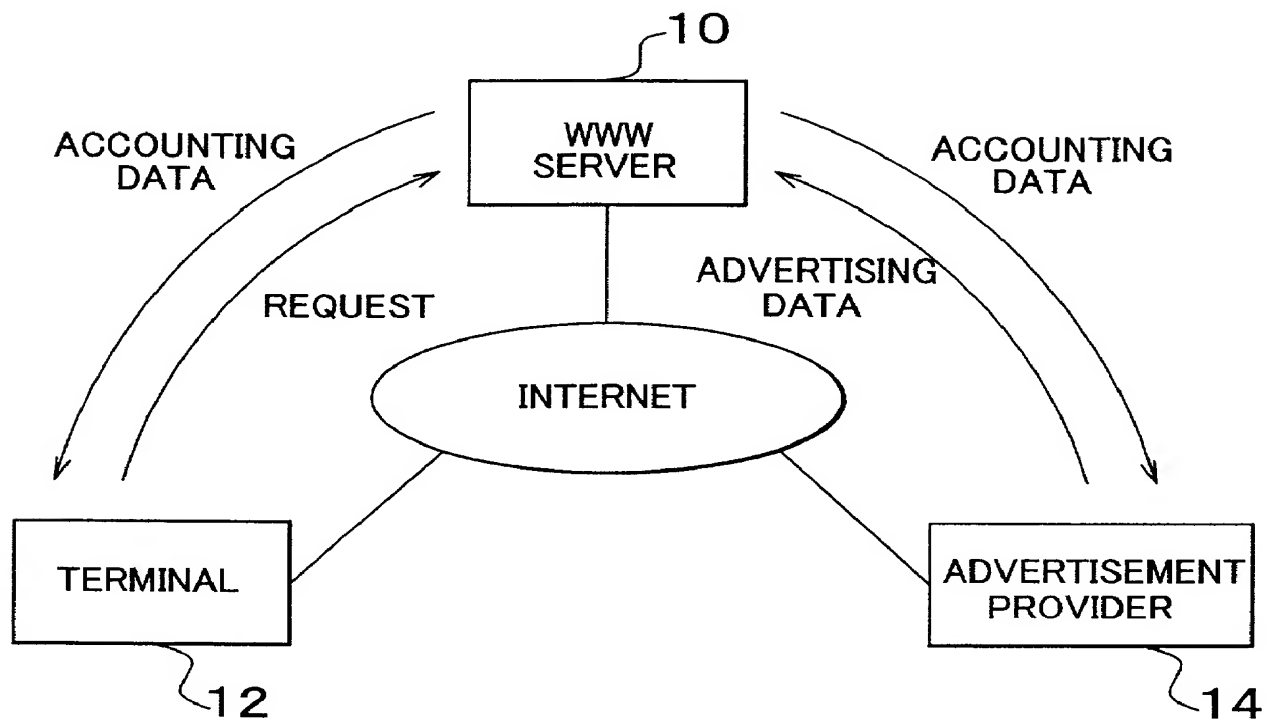 10
WWW
SERVER
ACCOUNTING
DATA
ACCOUNTING
DATA
REQUEST
ADVERTISING
DATA
INTERNET
TERMINAL
ADVERTISEMENT
PROVIDER
12
14